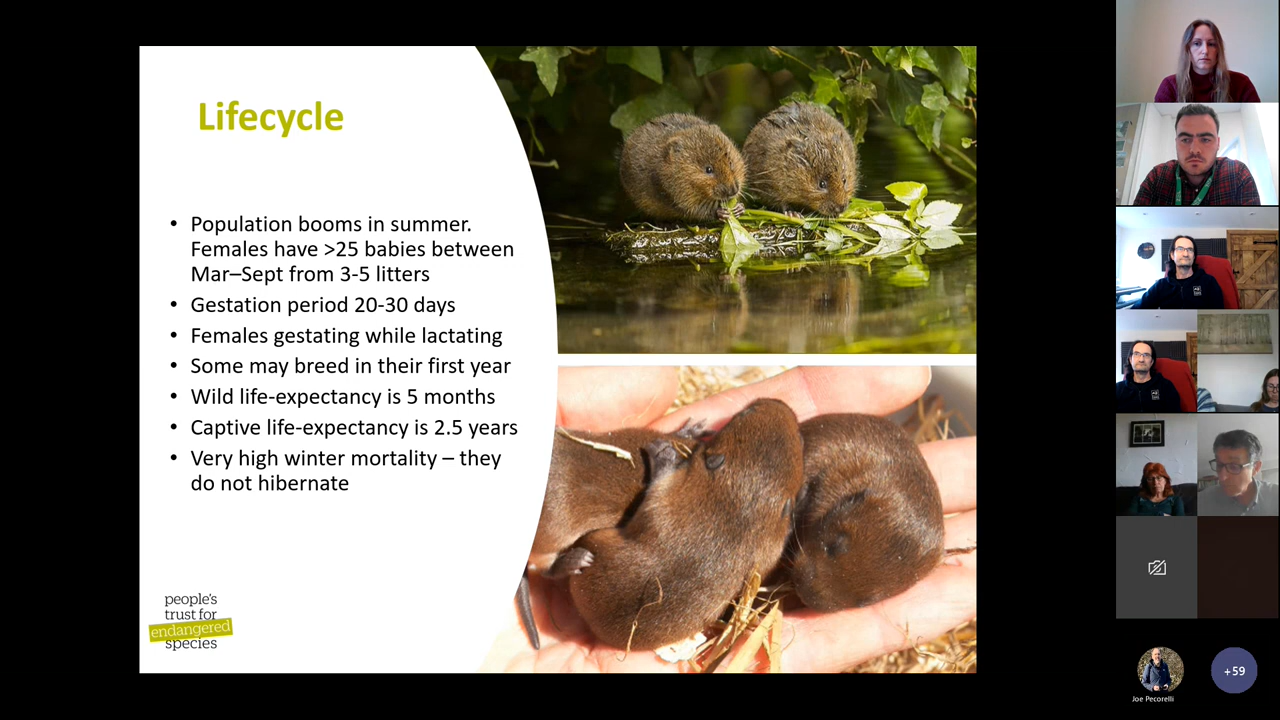 Lifecycle
• Population booms in summer.
Females have >25 babies between
Mar–Sept from 3-5 litters
• Gestation period 20-30 days
• Females gestating while lactating
• Some may breed in their first year
• Wild life-expectancy is 5 months
• Captive life-expectancy is 2.5 years
• Very high winter mortality – they
do not hibernate
people's
trust for
endangered
species
Joe Pecorelli
+59